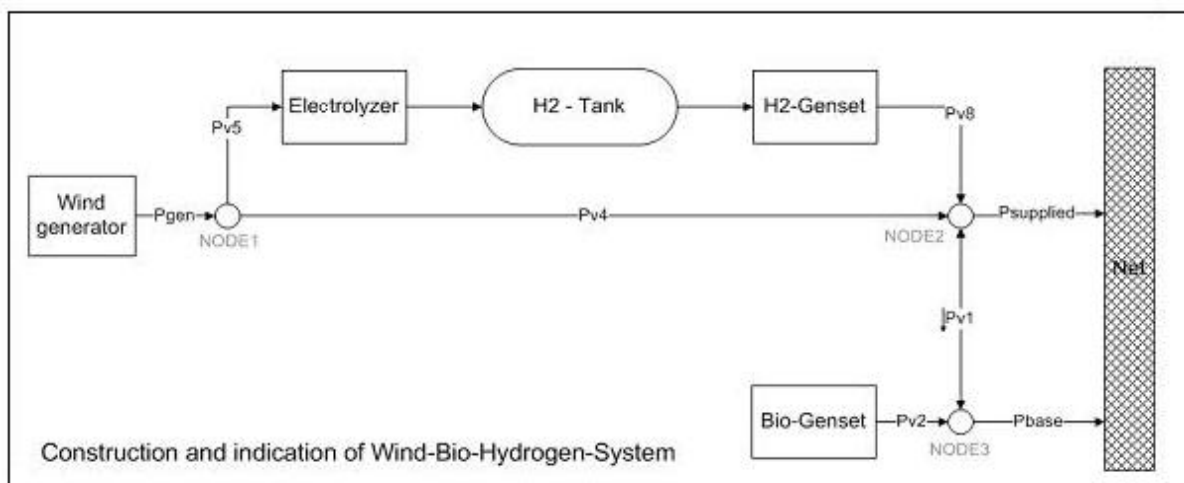 Electrolyzer
H2 - Tank
H2-Genset
Pv5
Pv8
Wind
generator
Pgen
NODE1
Pv4
NODE2
Psupplied
Net
Pv1
Bio-Genset
Pv2
NODE3
Pbase
Construction and indication of Wind-Bio-Hydrogen-System